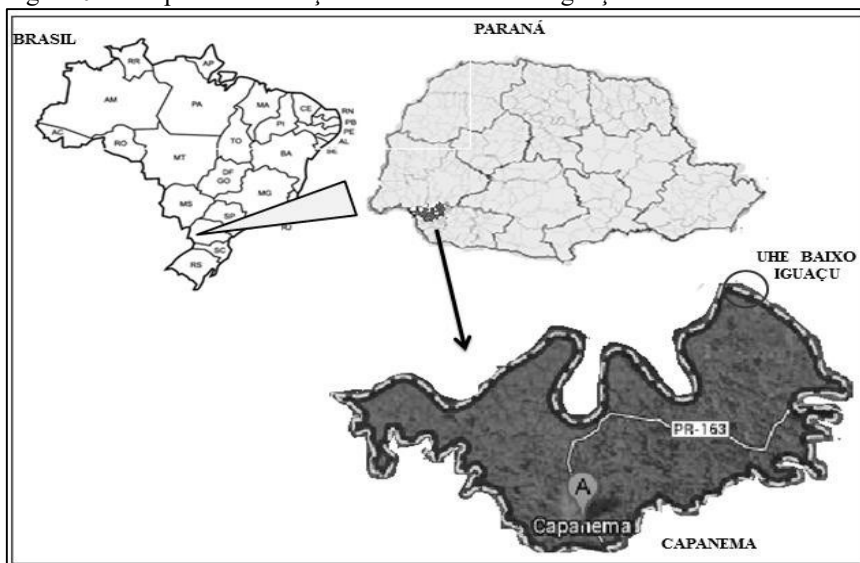 BRASIL
PARANÁ
RR
AP
AM
PA
MA
CE
RN
PB
PE
AL
PI
AC
RO
TO
BA
MT
DF
GO
MG
MS
SP
RJ
SC
RS
UHE BAIXO
IGUAÇU
PR-163
A
Capanema
CAPANEMA